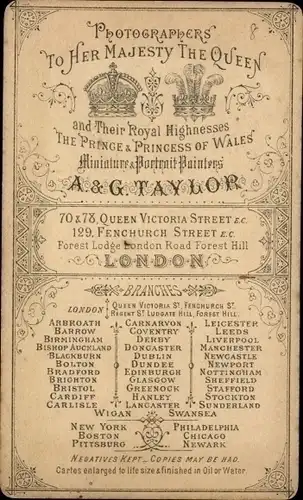 8
PHOTOGRAPHERS
TO HER MAJESTY THE QUEEN
and Their Royal Highnesses
THE PRINCE & PRINCESS OF WALES
Miniature & Portrait Painters
A. & G. TAYLOR
70 & 78, QUEEN VICTORIA STREET E.C.
129, FENCHURCH STREET E.C.
Forest Lodge London Road Forest Hill
LONDON
BRANCHES
LONDON QUEEN VICTORIA ST, FENCHURCH ST.
REGENT ST. LUDGATE HILL, FOREST HILL.
ARBROATH CARNARVON LEICESTER
BARROW COVENTRY LEEDS
BIRMINGHAM DERBY LIVERPOOL
BISHOP AUCKLAND DONCASTER MANCHESTER
BLACKBURN DUBLIN NEWCASTLE
BOLTON DUNDEE NEWPORT
BRADFORD EDINBURGH NOTTINGHAM
BRIGHTON GLASGOW SHEFFIELD
BRISTOL GREENOCK STAFFORD
CARDIFF HANLEY STOCKTON
CARLISLE LANCASTER SUNDERLAND
WIGAN SWANSEA
NEW YORK PHILADELPHIA
BOSTON CHICAGO
PITTSBURG NEWARK
NEGATIVES KEPT_COPIES MAY BE HAD.
Cartes enlarged to life size & finished in Oil or Water.